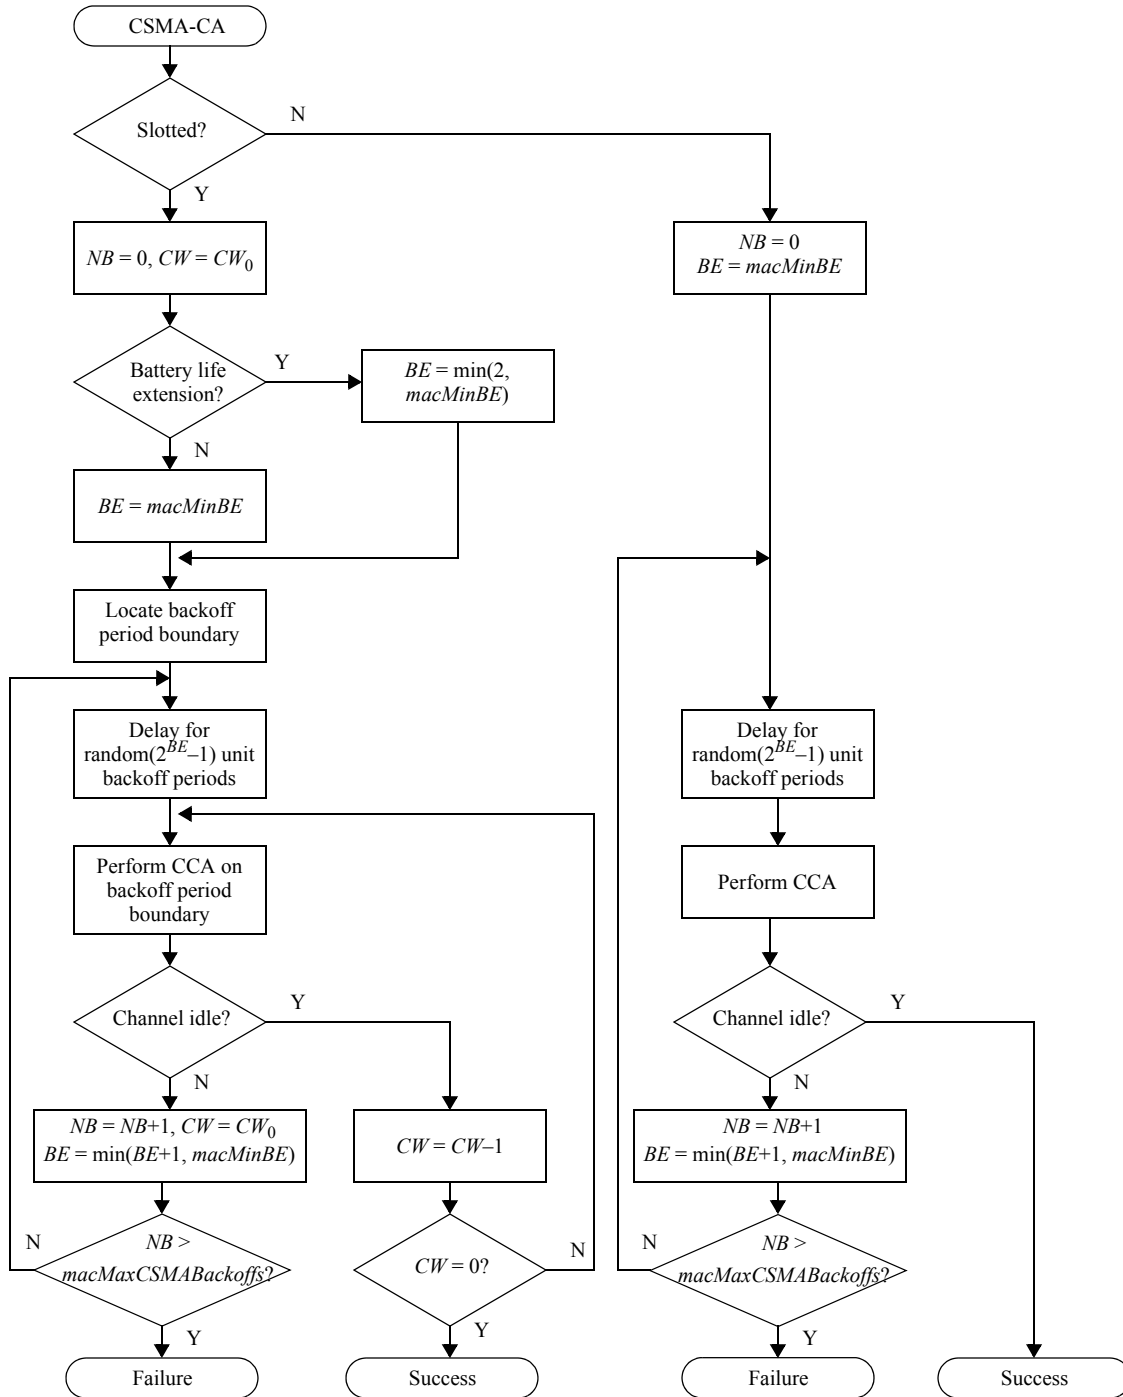 CSMA-CA
Slotted?
N
Y
NB = 0, CW = CW0
NB = 0
BE = macMinBE
Battery life
extension?
Y
BE = min(2,
macMinBE)
N
BE = macMinBE
Locate backoff
period boundary
Delay for
random(2^BE–1) unit
backoff periods
Delay for
random(2^BE–1) unit
backoff periods
Perform CCA on
backoff period
boundary
Perform CCA
Channel idle?
Y
N
Channel idle?
Y
N
NB = NB+1, CW = CW0
BE = min(BE+1, macMinBE)
CW = CW–1
NB = NB+1
BE = min(BE+1, macMinBE)
N
NB >
macMaxCSMABackoffs?
Y
CW = 0?
N
Y
N
NB >
macMaxCSMABackoffs?
Y
Failure
Success
Failure
Success